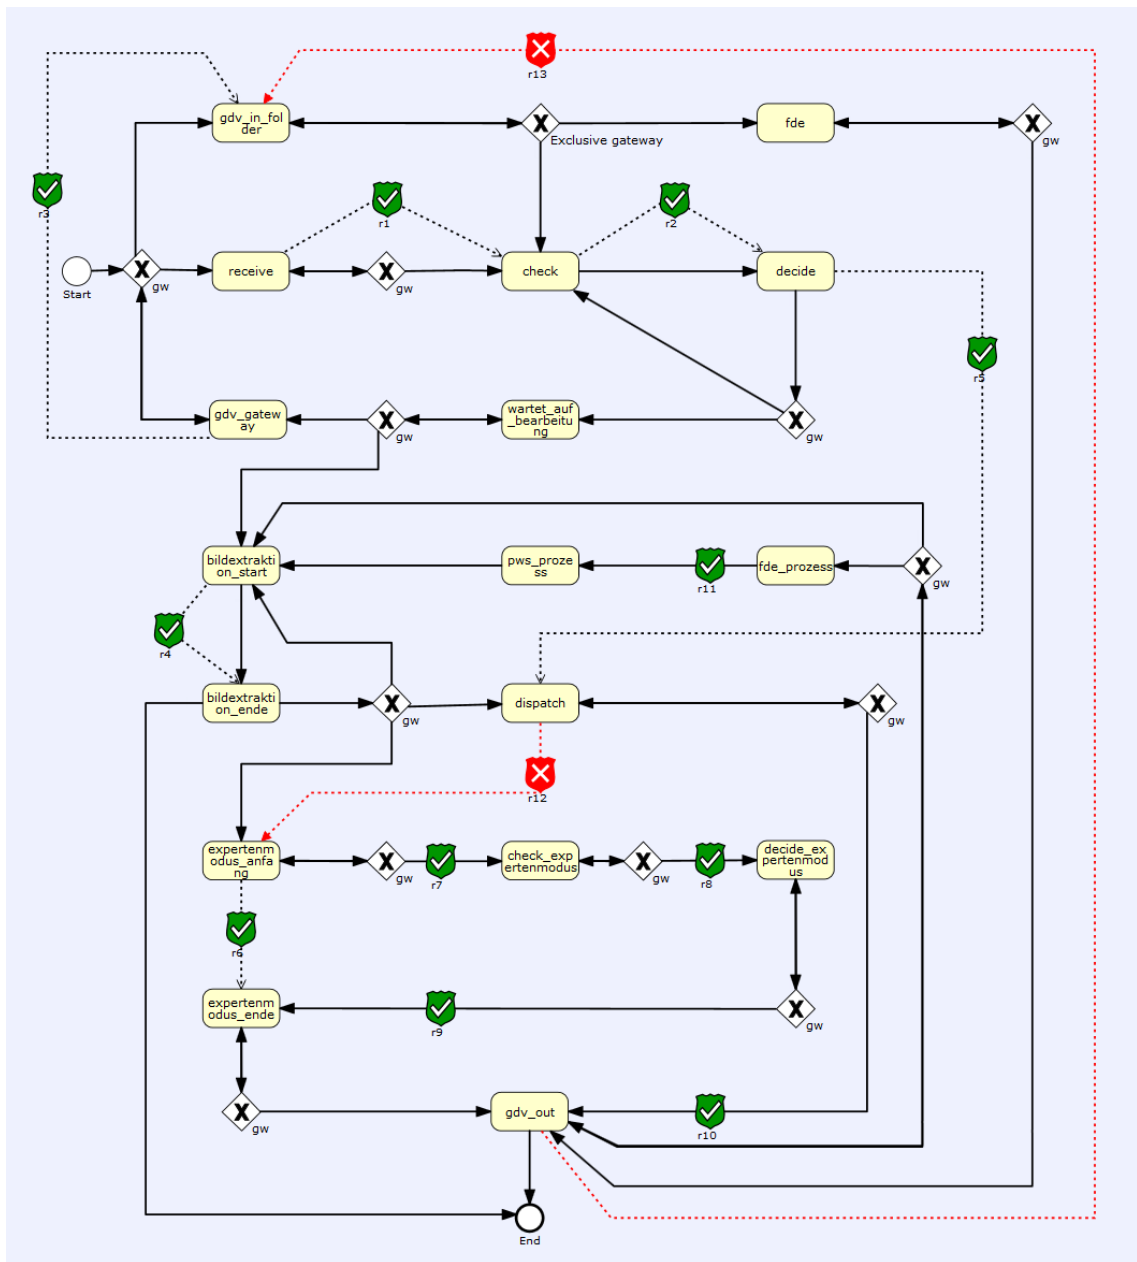 r13
gdv_in_fol
der
Exclusive gateway
fde
gw
r3
r1
r2
Start
gw
receive
gw
check
decide
r5
gdv_gatew
ay
gw
wartet_auf
_bearbeitu
ng
gw
bildextrakti
on_start
pws_proze
ss
r11
fde_prozess
gw
r4
bildextrakti
on_ende
gw
dispatch
gw
r12
expertenm
odus_anfa
ng
gw
r7
check_exp
ertenmodus
gw
r8
decide_ex
pertenmod
us
r6
expertenm
odus_ende
r9
gw
gw
gdv_out
r10
End